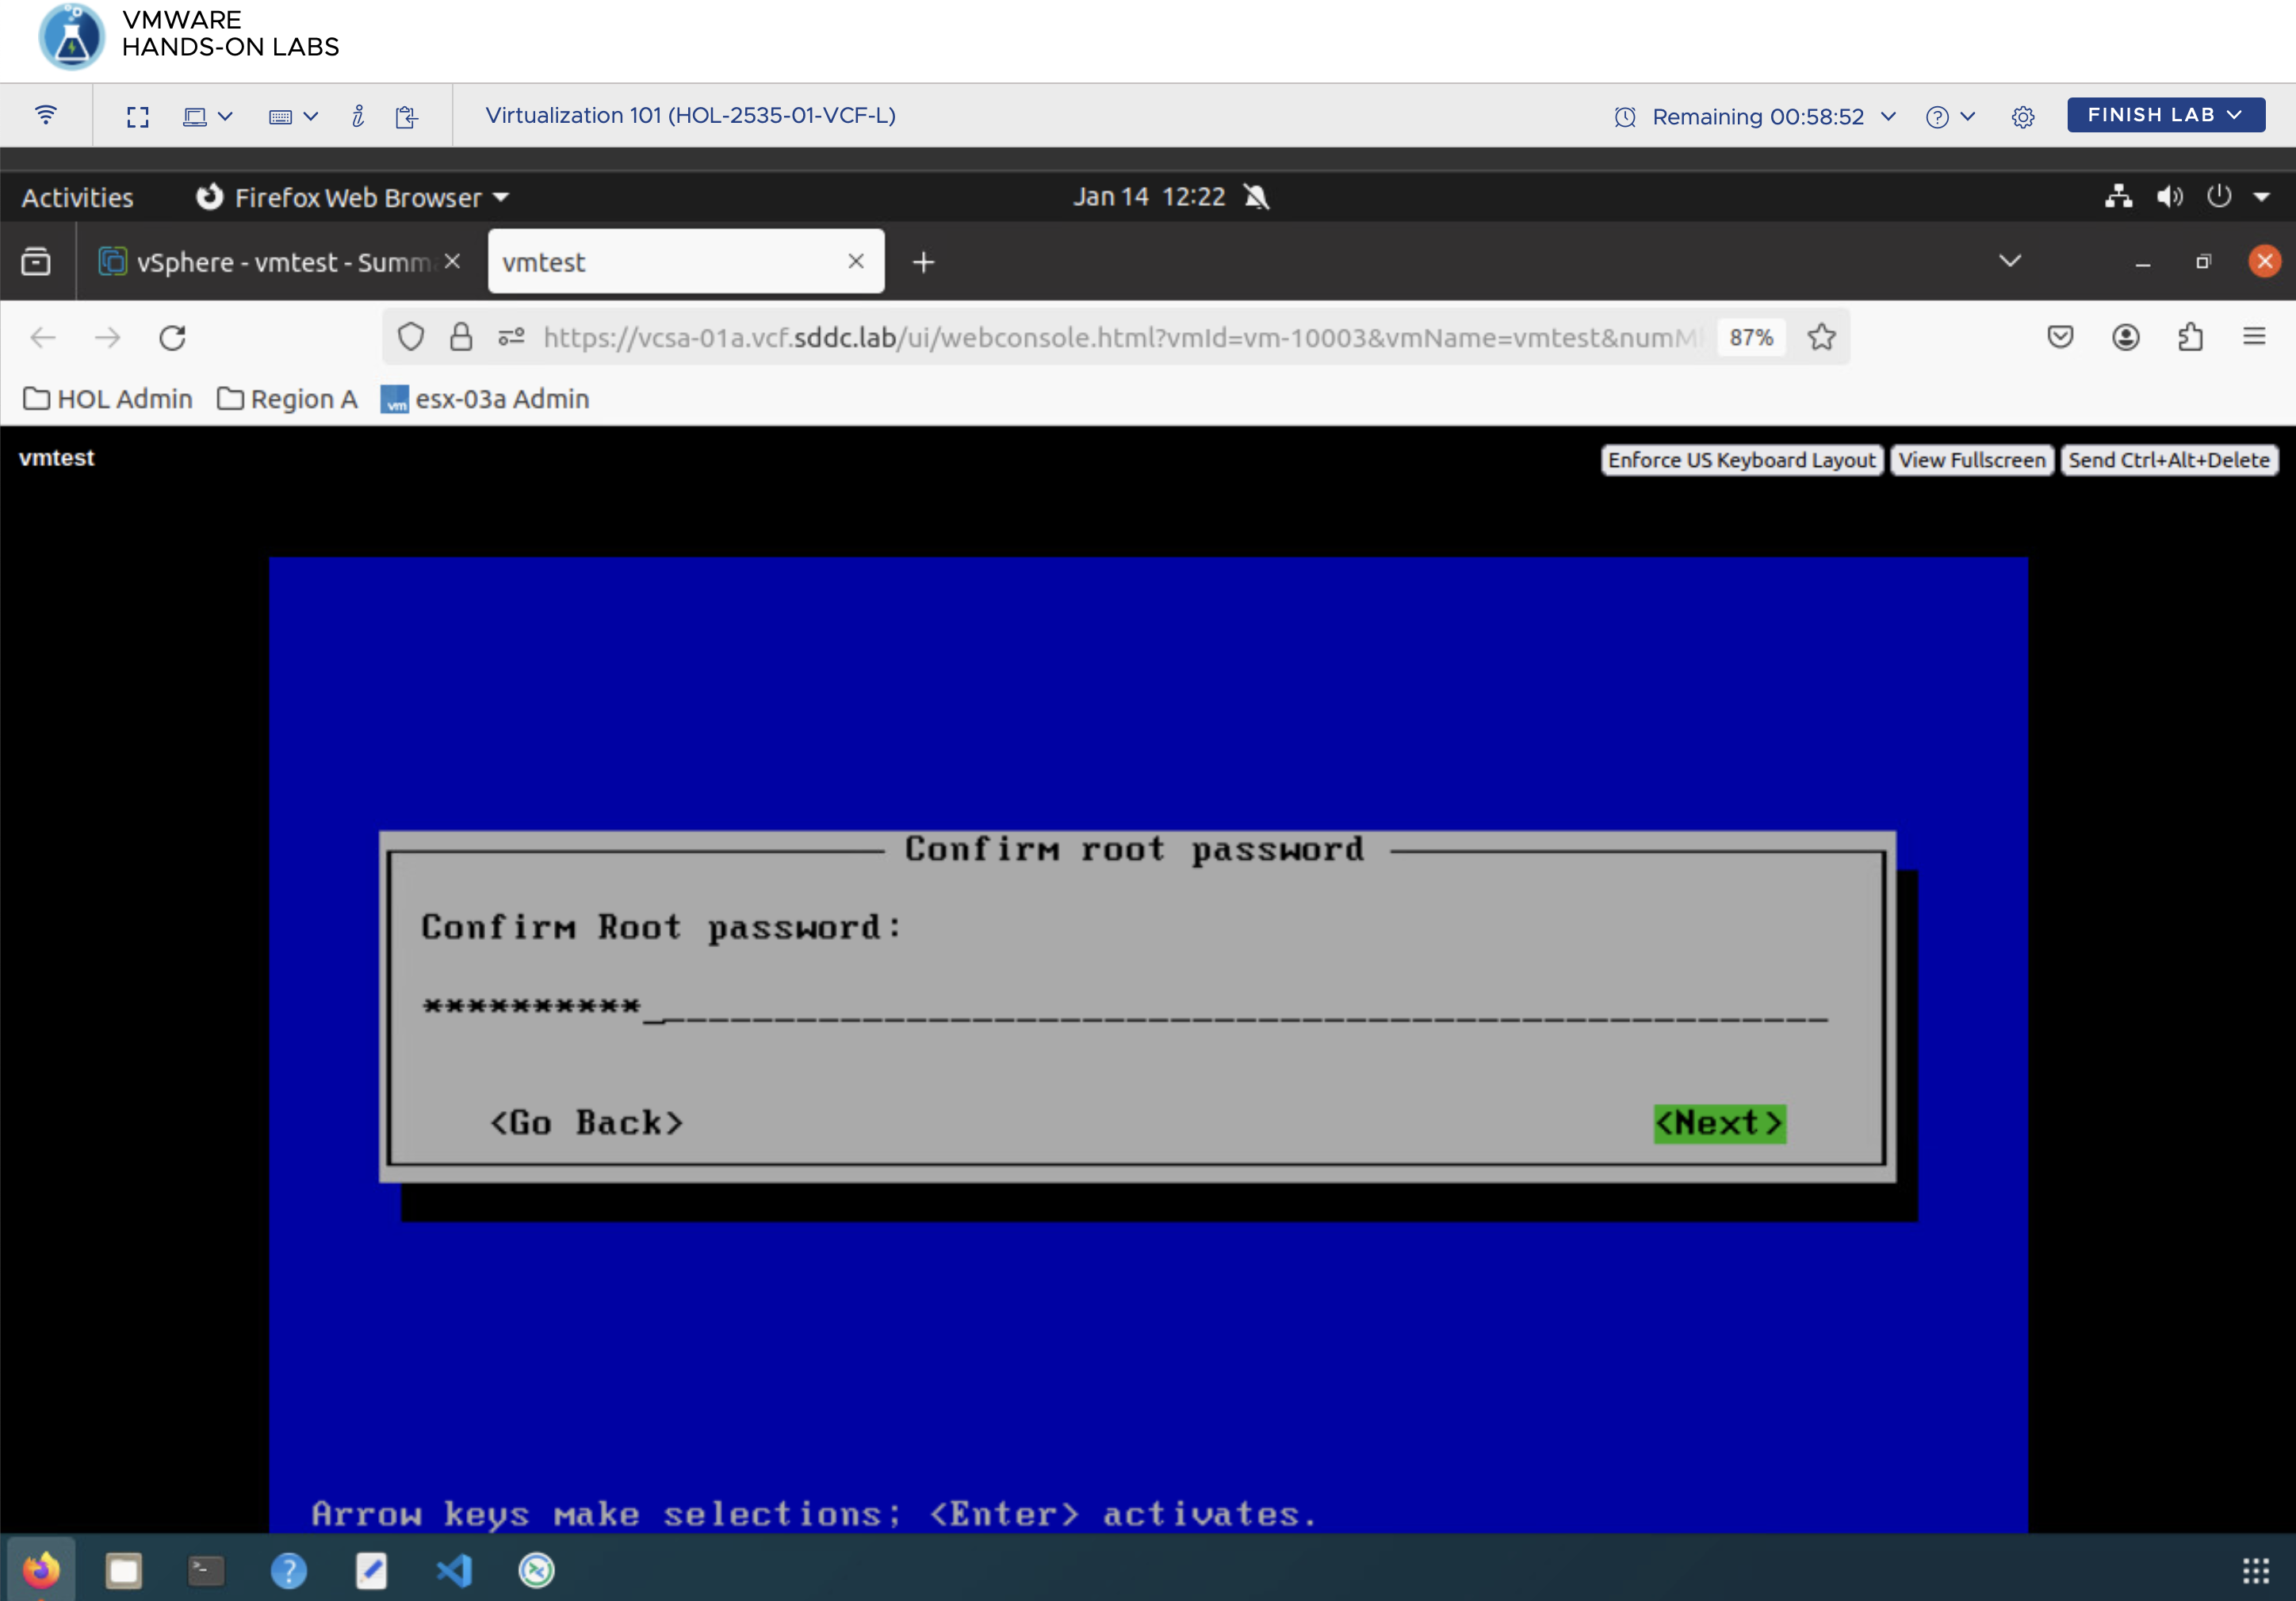 VMWARE
HANDS-ON LABS
Virtualization 101 (HOL-2535-01-VCF-L)
Remaining 00:58:52
FINISH LAB
Activities
Firefox Web Browser
Jan 14 12:22
vSphere - vmtest - Summ
vmtest
https://vcsa-01a.vcf.sddc.lab/ui/webconsole.html?vmId=vm-10003&vmName=vmtest&numM
87%
HOL Admin
Region A
vm
esx-03a Admin
vmtest
Enforce US Keyboard Layout
View Fullscreen
Send Ctrl+Alt+Delete
Confirm root password
Confirm Root password:
**********_
<Go Back>
<Next>
Arrow keys make selections; <Enter> activates.